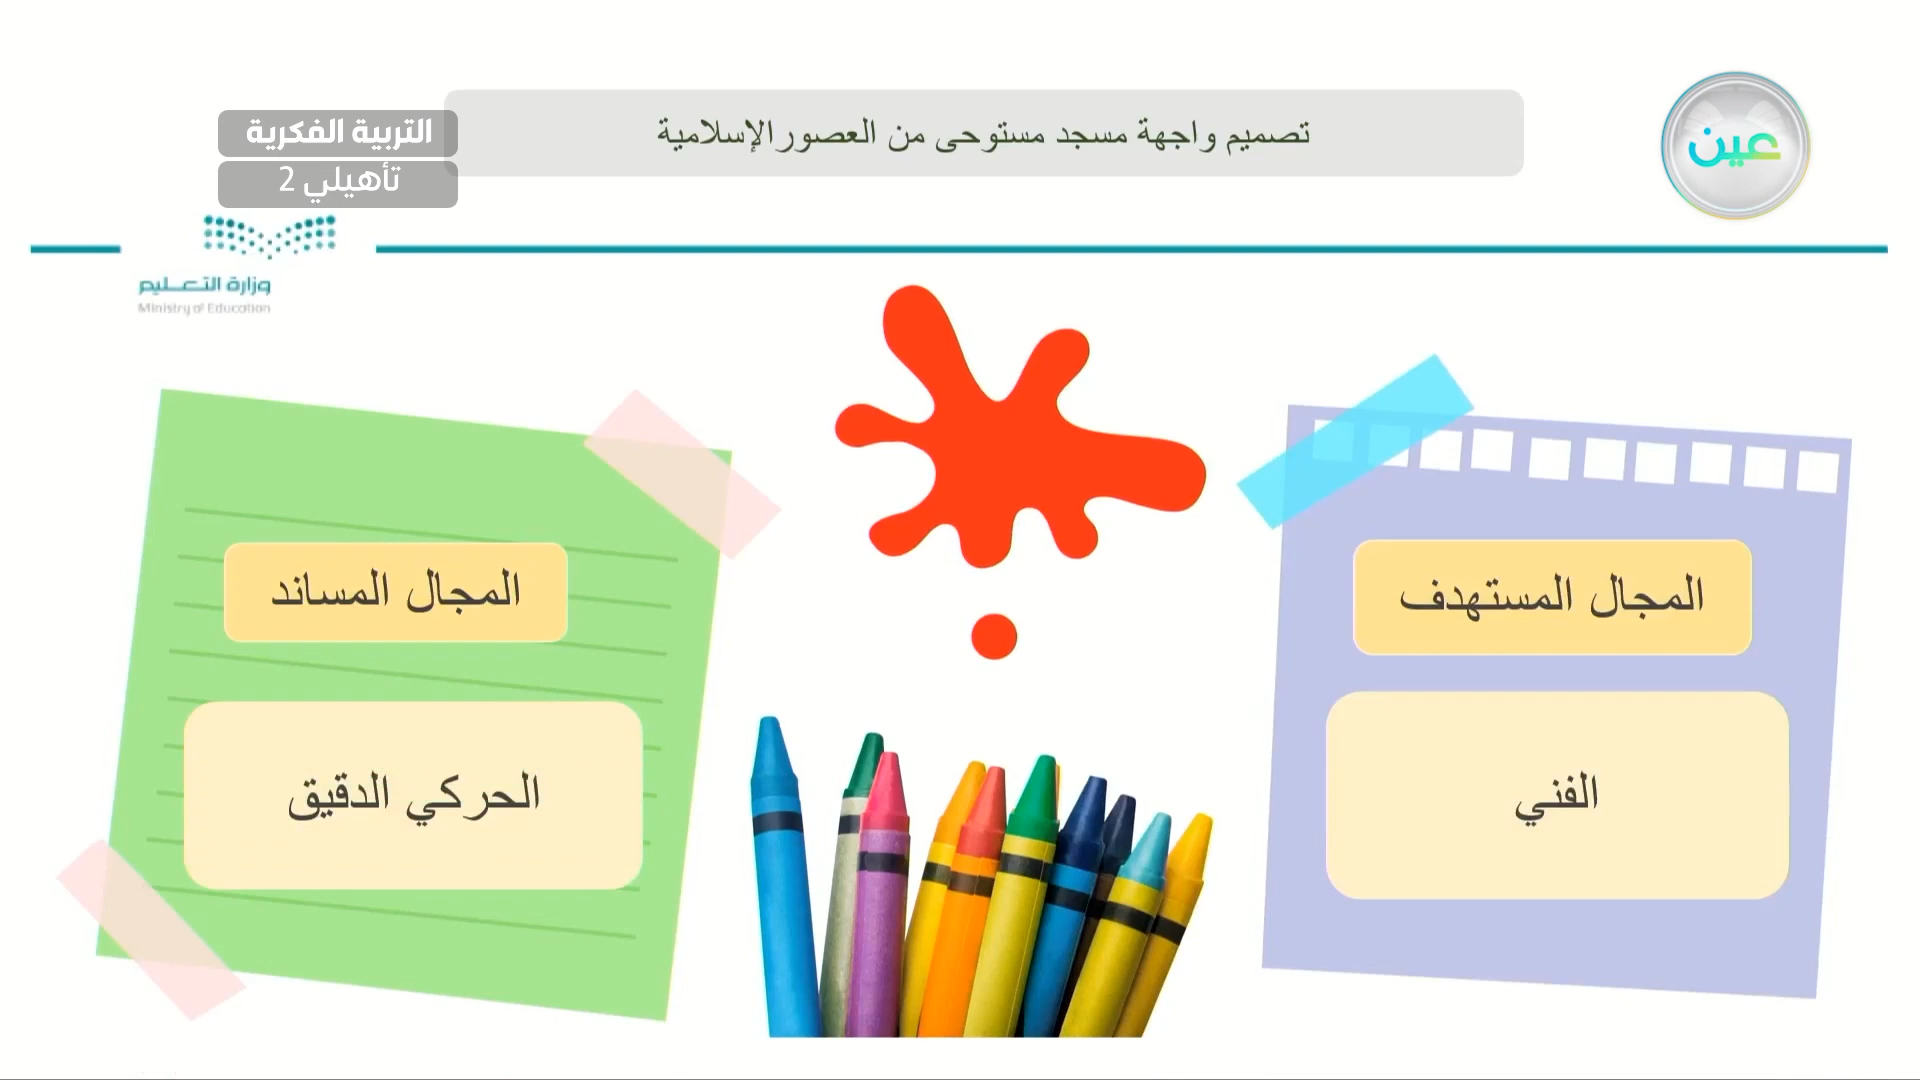 عين
تصميم واجهة مسجد مستوحى من العصور الإسلامية
التربية الفكرية
تأهيلي 2
وزارة التعليم
Ministry of Education
المجال المستهدف
الفني
المجال المساند
الحركي الدقيق